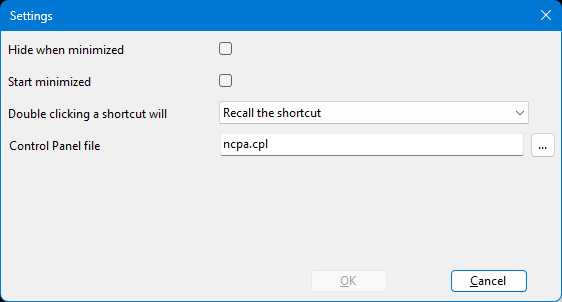 Settings
Hide when minimized
Start minimized
Double clicking a shortcut will Recall the shortcut
Control Panel file ncpa.cpl ...
OK Cancel